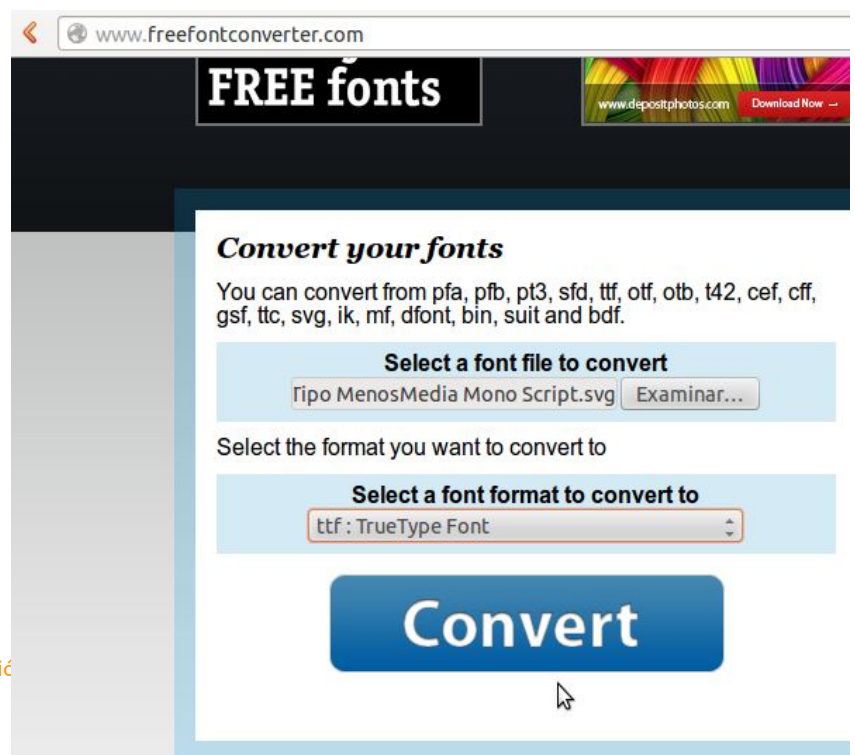 www.freefontconverter.com
FREE fonts
www.depositphotos.com Download Now →
Convert your fonts
You can convert from pfa, pfb, pt3, sfd, ttf, otf, otb, t42, cef, cff,
gsf, ttc, svg, ik, mf, dfont, bin, suit and bdf.
Select a font file to convert
Tipo MenosMedia Mono Script.svg Examinar...
Select the format you want to convert to
Select a font format to convert to
ttf : TrueType Font
Convert